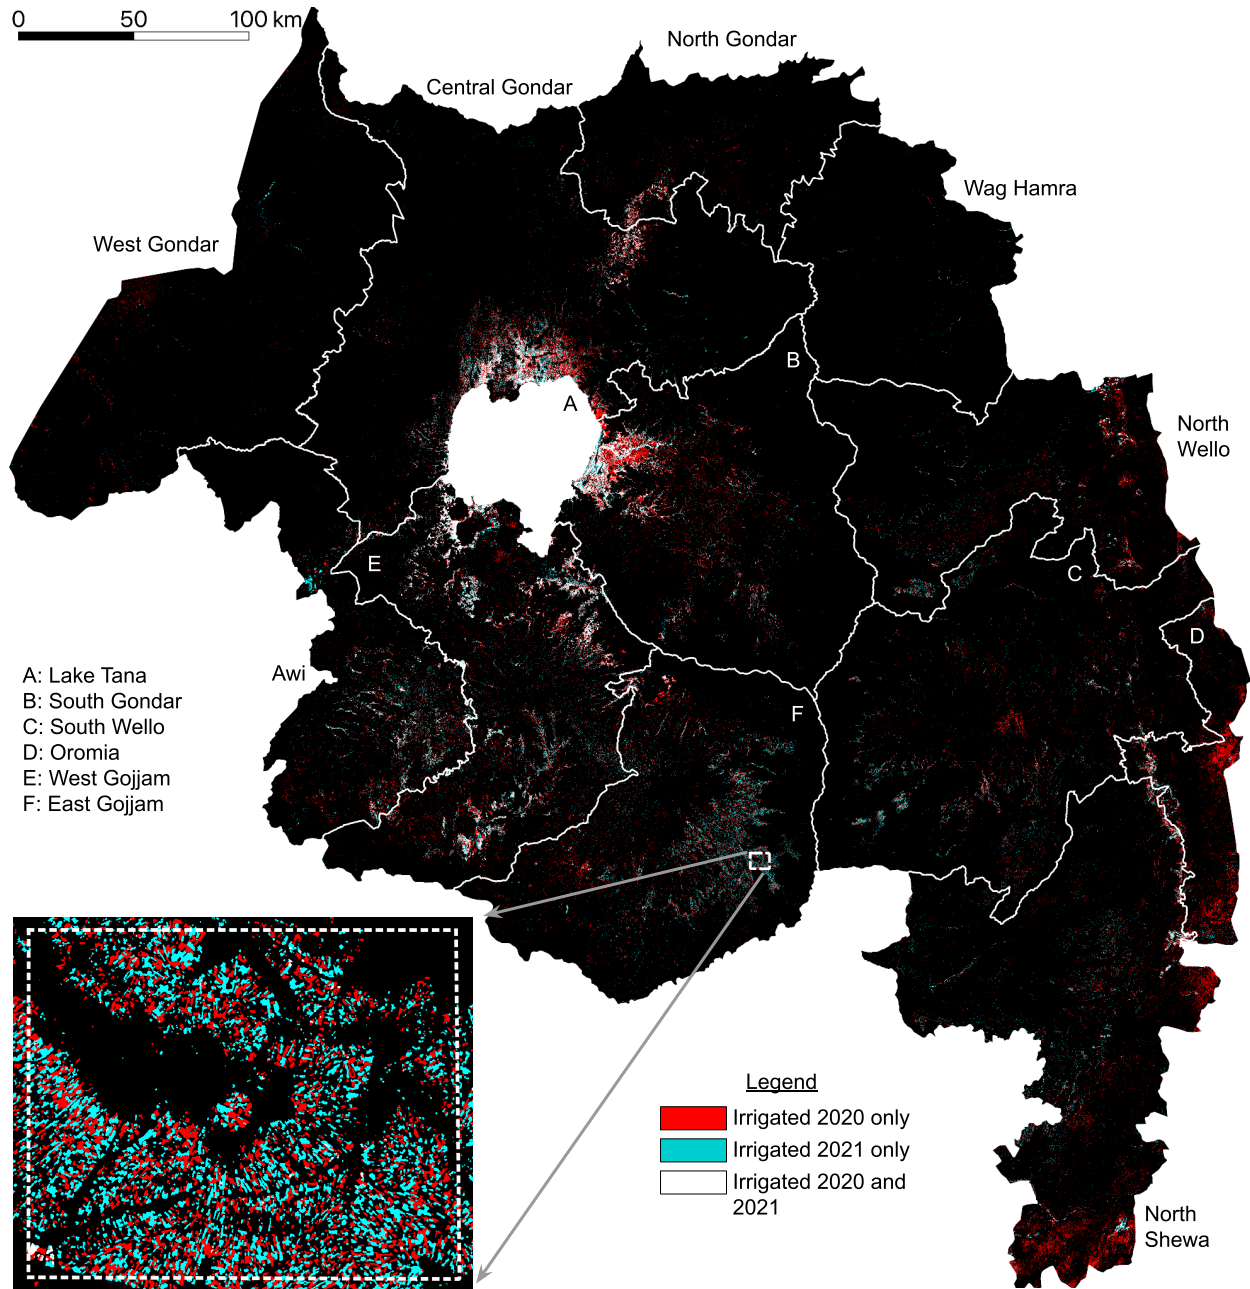 0 50 100 km
North Gondar
Central Gondar
Wag Hamra
West Gondar
B
A
North
Wello
E
C
D
Awi
A: Lake Tana
B: South Gondar
C: South Wello
D: Oromia
E: West Gojjam
F: East Gojjam
F
Legend
Irrigated 2020 only
Irrigated 2021 only
Irrigated 2020 and
2021
North
Shewa